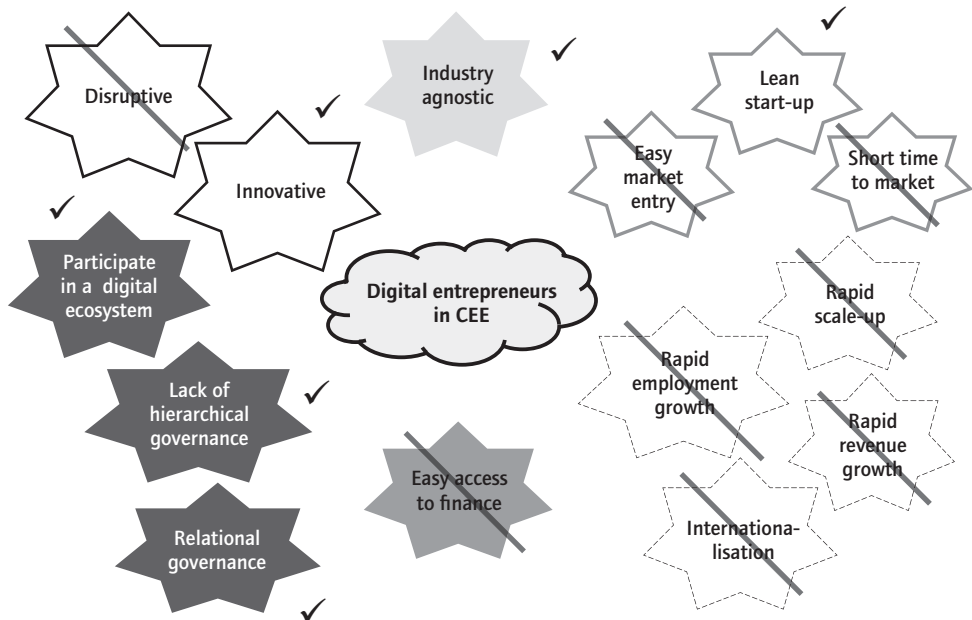 Disruptive
Innovative
Industry
agnostic
Lean
start-up
Easy
market
entry
Short time
to market
Participate
in a digital
ecosystem
Digital entrepreneurs
in CEE
Rapid
scale-up
Rapid
employment
growth
Lack of
hierarchical
governance
Rapid
revenue
growth
Easy access
to finance
Relational
governance
Internationa-
lisation